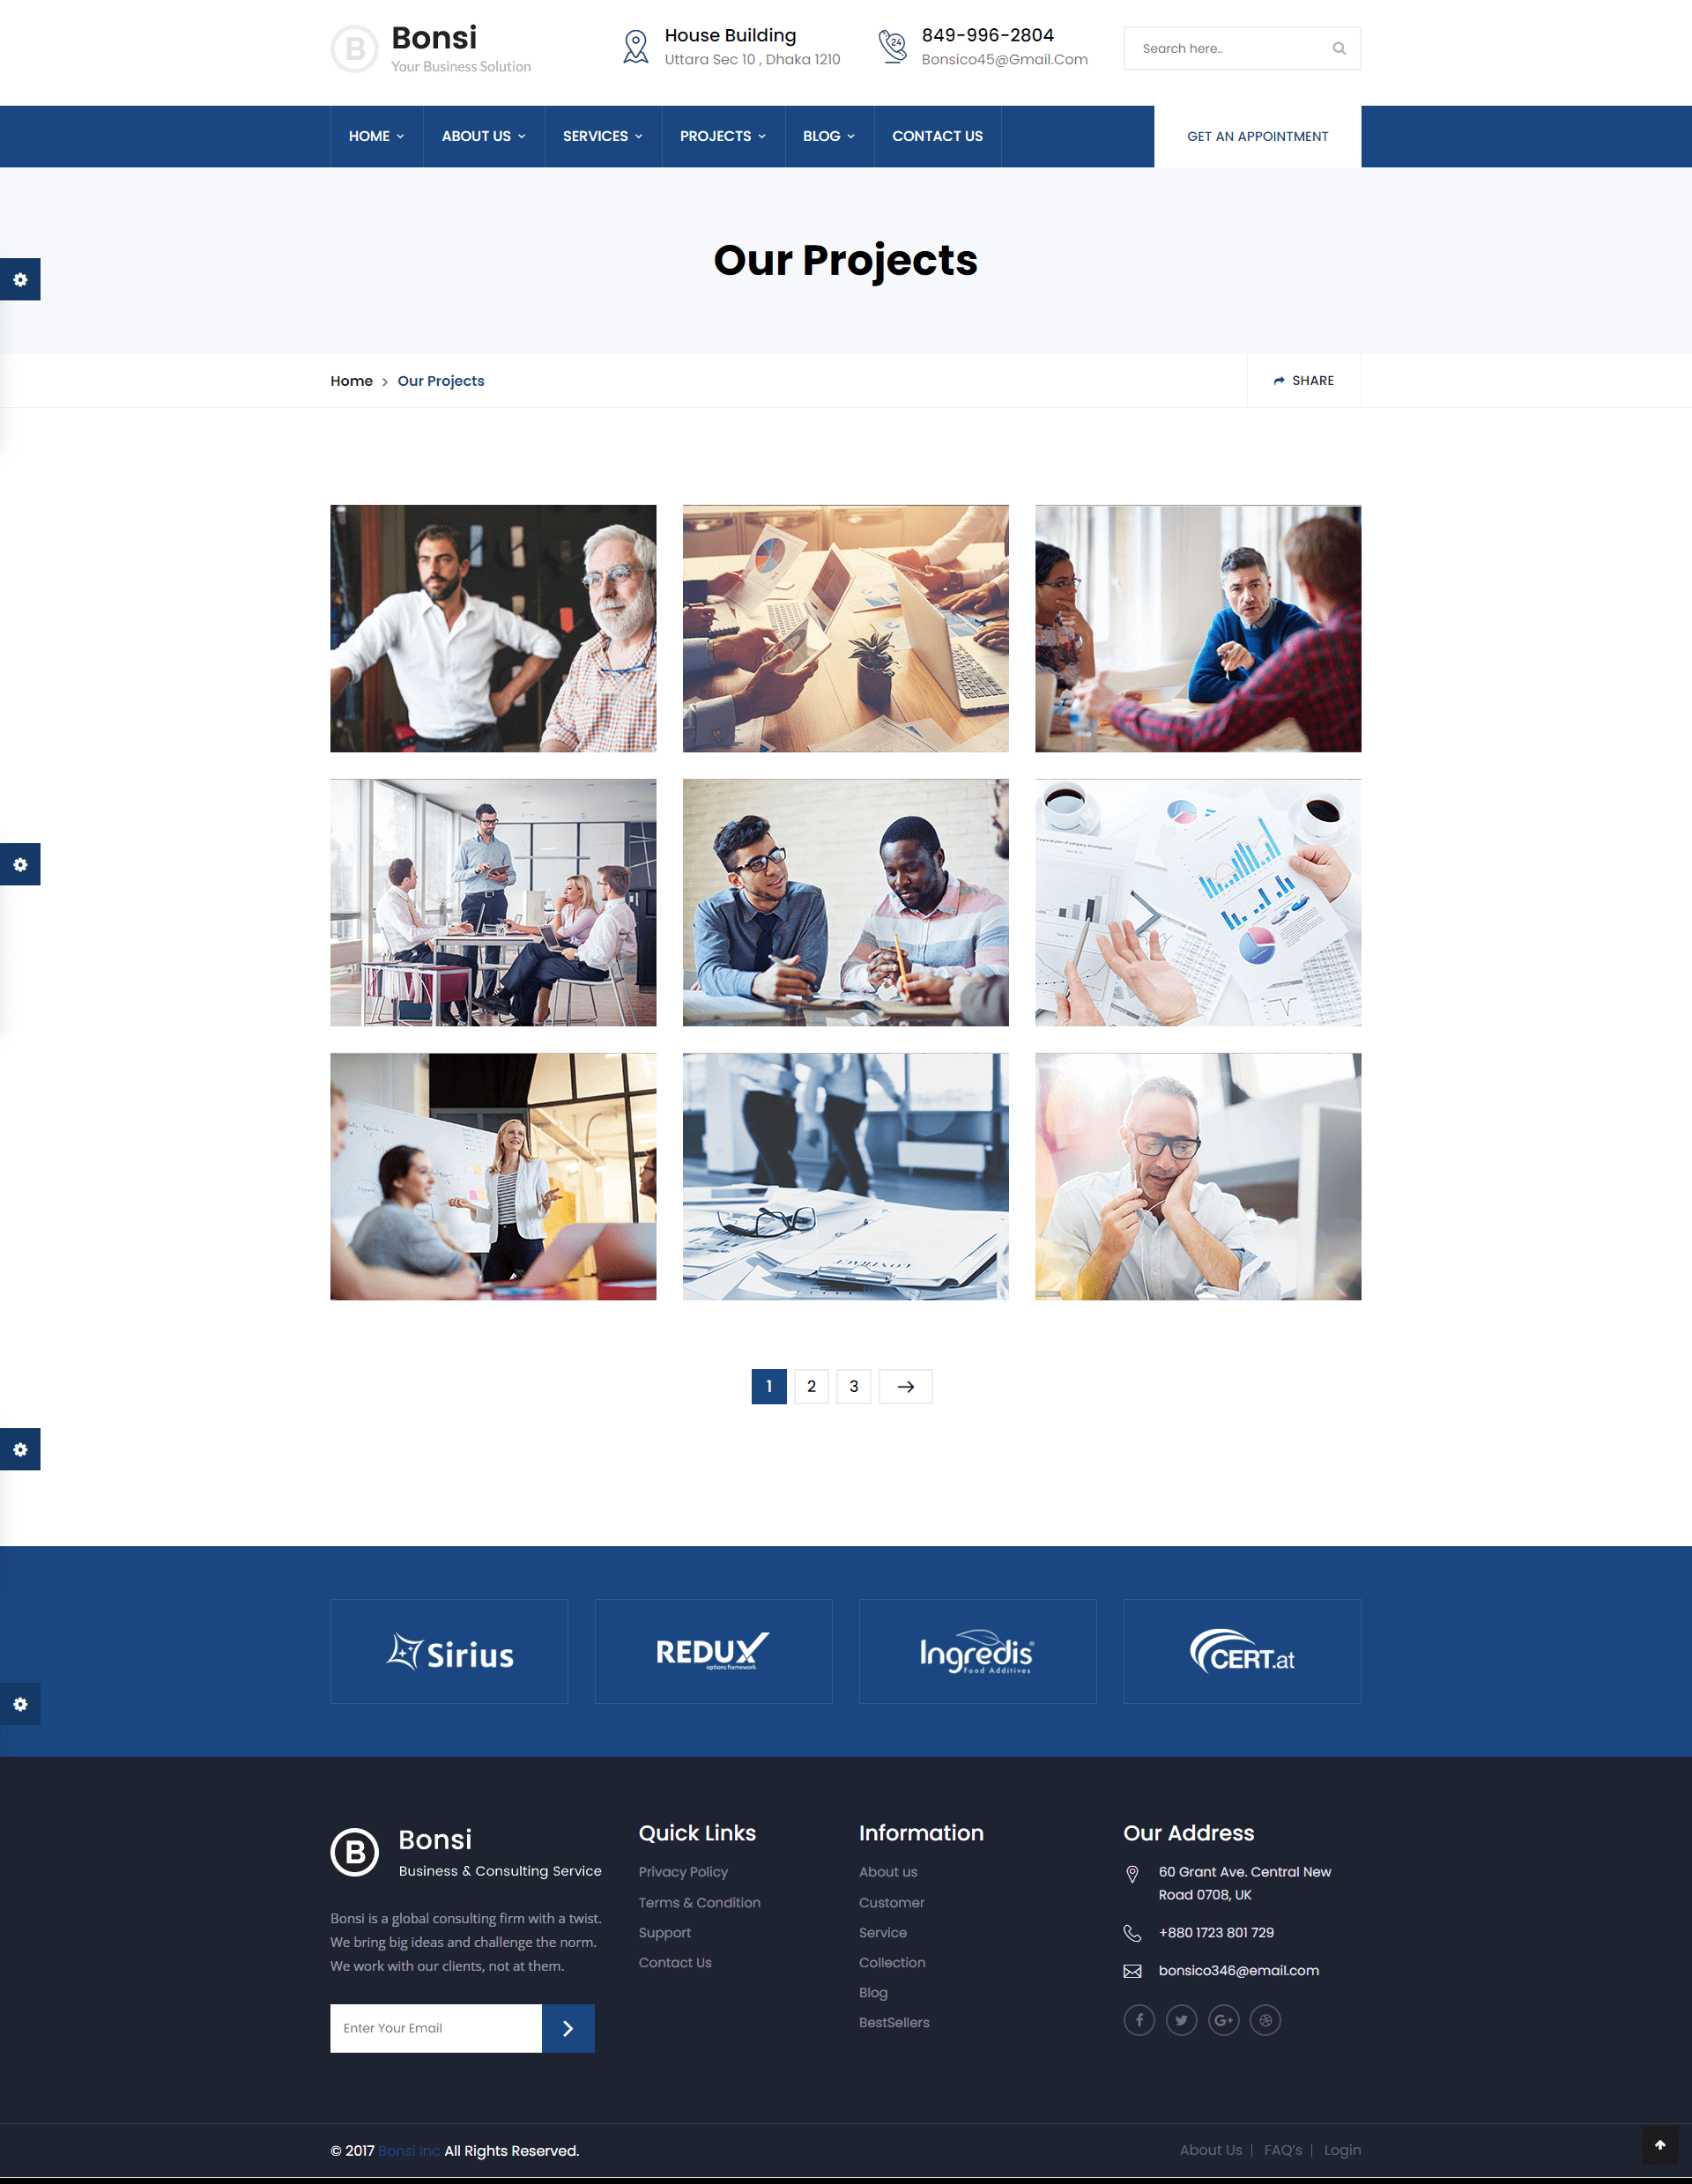 B
Bonsi
Your Business Solution
House Building
Uttara Sec 10 , Dhaka 1210
24
849-996-2804
Bonsico45@Gmail.Com
Search here..
HOME
ABOUT US
SERVICES
PROJECTS
BLOG
CONTACT US
GET AN APPOINTMENT
Our Projects
Home
Our Projects
SHARE
1
2
3
Sirius
REDUX
options framework
Ingredis®
Food Additives
CERT.at
B
Bonsi
Business & Consulting Service
Bonsi is a global consulting firm with a twist.
We bring big ideas and challenge the norm.
We work with our clients, not at them.
Enter Your Email
Quick Links
Privacy Policy
Terms & Condition
Support
Contact Us
Information
About us
Customer
Service
Collection
Blog
BestSellers
Our Address
60 Grant Ave. Central New
Road 0708, UK
+880 1723 801 729
bonsico346@email.com
© 2017 Bonsi Inc All Rights Reserved.
About Us | FAQ's | Login